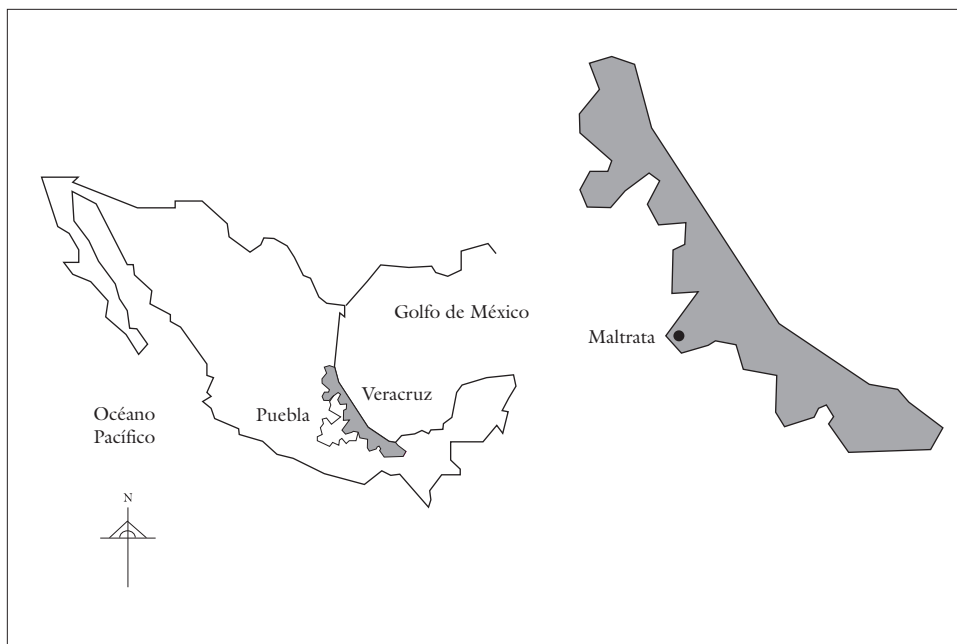 Golfo de México
Maltrata
Veracruz
Puebla
Océano
Pacífico
N